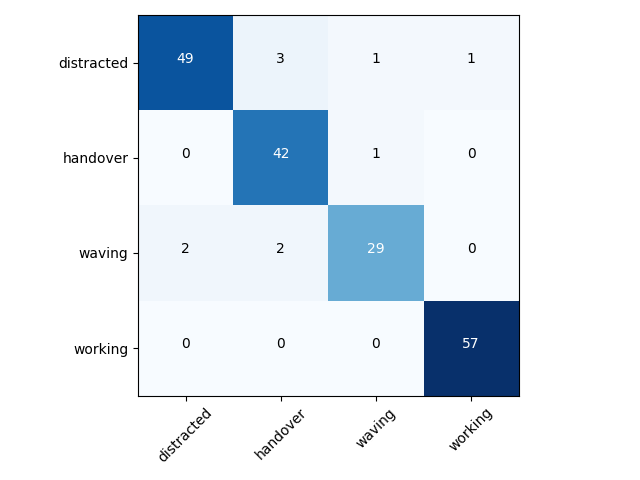 distracted 49 3 1 1
handover 0 42 1 0
waving 2 2 29 0
working 0 0 0 57
distracted handover waving working